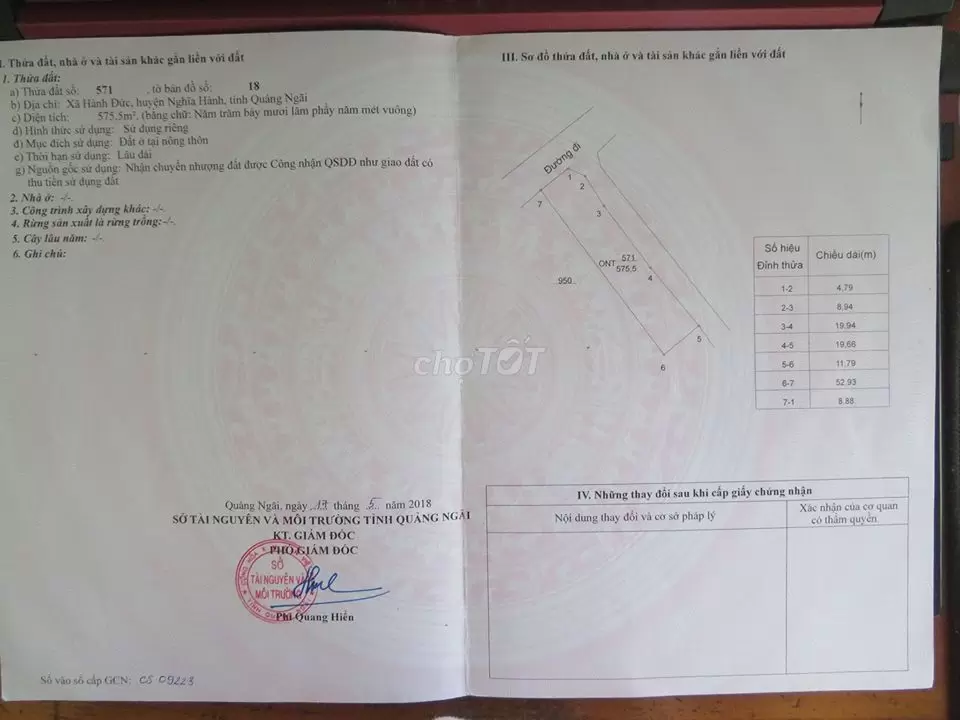 I. Thửa đất, nhà ở và tài sản khác gắn liền với đất
1. Thửa đất:
a) Thửa đất số: 571 , tờ bản đồ số: 18
b) Địa chỉ: Xã Hành Đức, huyện Nghĩa Hành, tỉnh Quảng Ngãi
c) Diện tích: 575.5m², (bằng chữ: Năm trăm bảy mươi lăm phẩy năm mét vuông)
d) Hình thức sử dụng: Sử dụng riêng
đ) Mục đích sử dụng: Đất ở tại nông thôn
e) Thời hạn sử dụng: Lâu dài
g) Nguồn gốc sử dụng: Nhận chuyển nhượng đất được Công nhận QSDĐ như giao đất có
thu tiền sử dụng đất
2. Nhà ở: -/-.
3. Công trình xây dựng khác: -/-.
4. Rừng sản xuất là rừng trồng:-/-.
5. Cây lâu năm: -/-
6. Ghi chú:
Quảng Ngãi, ngày 17 tháng 5 năm 2018
SỞ TÀI NGUYÊN VÀ MÔI TRƯỜNG TỈNH QUẢNG NGÃI
KT. GIÁM ĐỐC
PHÓ GIÁM ĐỐC
SỞ
TÀI NGUYÊN VÀ
MÔI TRƯỜNG
Phí Quang Hiển
Số vào sổ cấp GCN: CS 09223
III. Sơ đồ thửa đất, nhà ở và tài sản khác gắn liền với đất
Đường đi
1
2
7
3
ONT 571
575,5
950
4
5
6
Số hiệu Đỉnh thửa Chiều dài(m)
1-2 4,79
2-3 8,94
3-4 19.94
4-5 19,66
5-6 11,79
6-7 52.93
7-1 8.88
choTỐT
IV. Những thay đổi sau khi cấp giấy chứng nhận
Nội dung thay đổi và cơ sở pháp lý
Xác nhận của cơ quan
có thẩm quyền